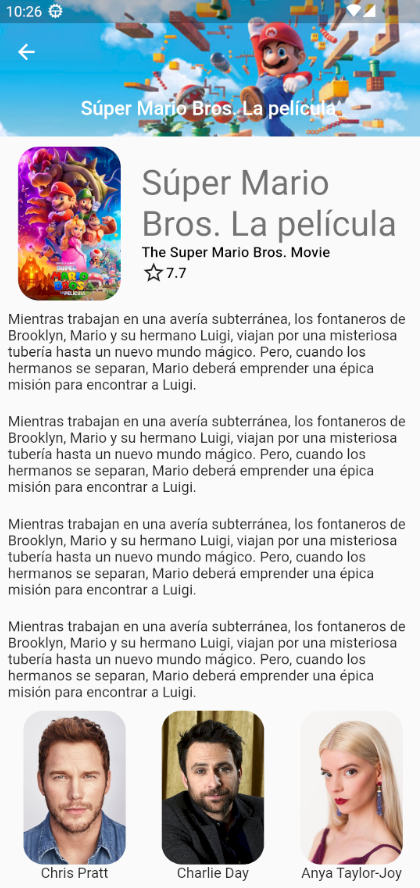 10:26
Súper Mario Bros. La película
Súper Mario
Bros. La película
The Super Mario Bros. Movie
7.7
SUPER
MARIO
BROS
LA PELÍCULA
Mientras trabajan en una avería subterránea, los fontaneros de
Brooklyn, Mario y su hermano Luigi, viajan por una misteriosa
tubería hasta un nuevo mundo mágico. Pero, cuando los
hermanos se separan, Mario deberá emprender una épica
misión para encontrar a Luigi.
Mientras trabajan en una avería subterránea, los fontaneros de
Brooklyn, Mario y su hermano Luigi, viajan por una misteriosa
tubería hasta un nuevo mundo mágico. Pero, cuando los
hermanos se separan, Mario deberá emprender una épica
misión para encontrar a Luigi.
Mientras trabajan en una avería subterránea, los fontaneros de
Brooklyn, Mario y su hermano Luigi, viajan por una misteriosa
tubería hasta un nuevo mundo mágico. Pero, cuando los
hermanos se separan, Mario deberá emprender una épica
misión para encontrar a Luigi.
Mientras trabajan en una avería subterránea, los fontaneros de
Brooklyn, Mario y su hermano Luigi, viajan por una misteriosa
tubería hasta un nuevo mundo mágico. Pero, cuando los
hermanos se separan, Mario deberá emprender una épica
misión para encontrar a Luigi.
Chris Pratt
Charlie Day
Anya Taylor-Joy